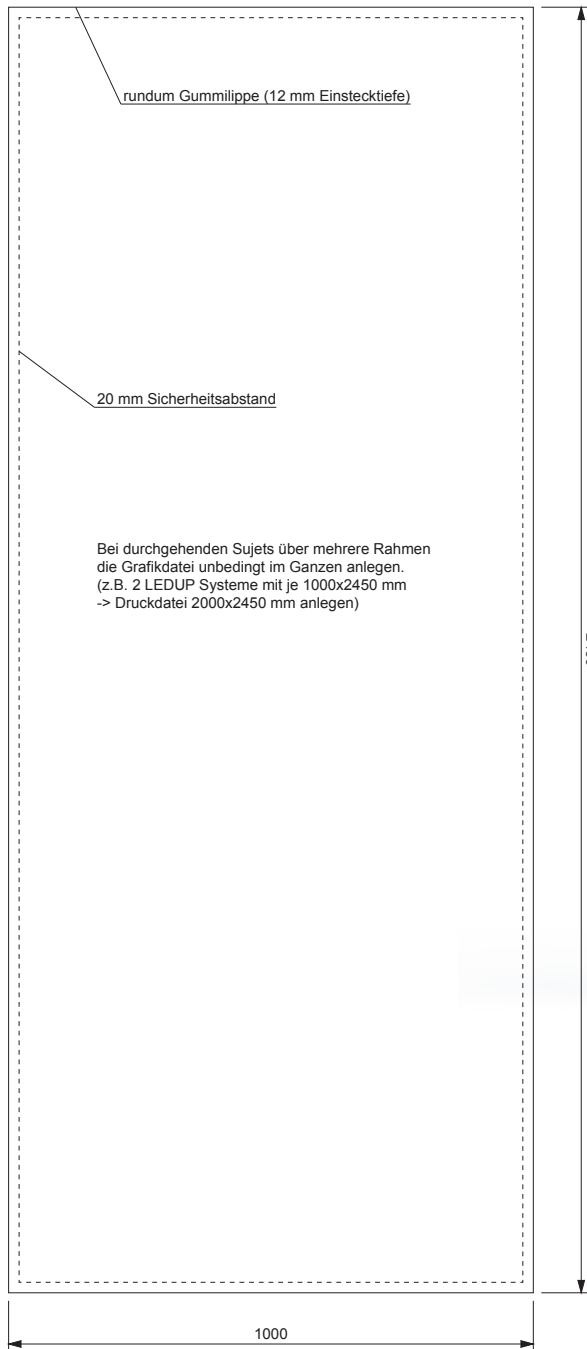 rundum Gummilippe (12 mm Einstecktiefe)
20 mm Sicherheitsabstand
Bei durchgehenden Sujets über mehrere Rahmen
die Grafikdatei unbedingt im Ganzen anlegen.
(z.B. 2 LEDUP Systeme mit je 1000x2450 mm
-> Druckdatei 2000x2450 mm anlegen)
1000